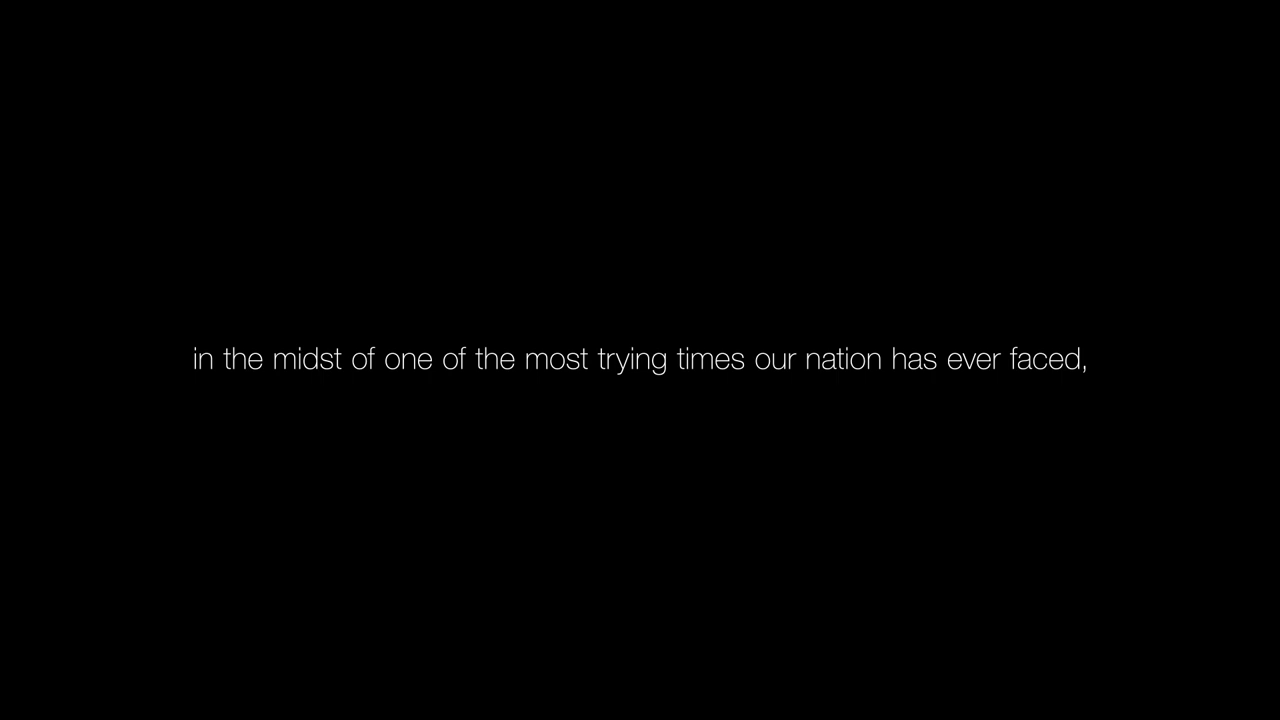 in the midst of one of the most trying times our nation has ever faced,